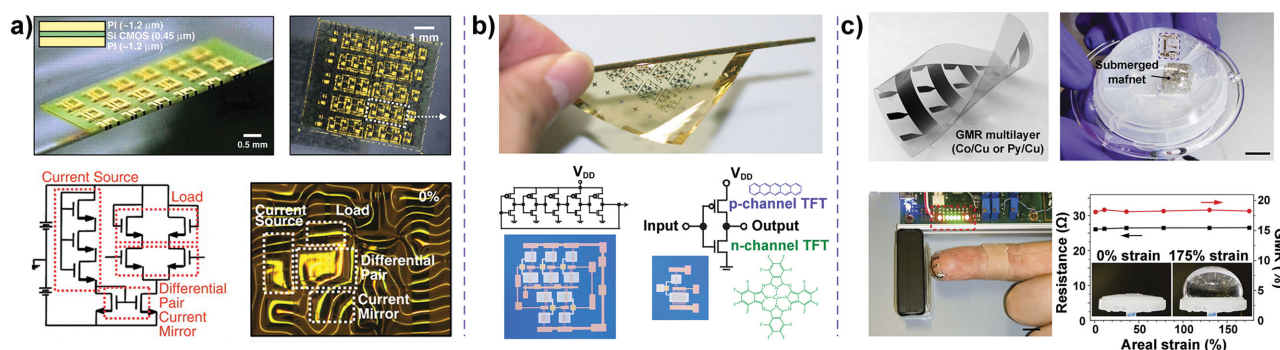 a)
PI (~1.2 μm)
Si CMOS (0.45 μm)
PI (~1.2 μm)
0.5 mm
1 mm
Current Source
Load
Differential
Pair
Current
Mirror
0%
Current
Source
Load
Differential
Pair
Current
Mirror
b)
VDD
VDD
p-channel TFT
Input
Output
n-channel TFT
c)
GMR multilayer
(Co/Cu or Py/Cu)
Submerged
mafnet
Resistance (Ω)
30
20
10
0
0% strain
175% strain
20
15
10
5
0
GMR (%)
0
50
100
150
Areal strain (%)